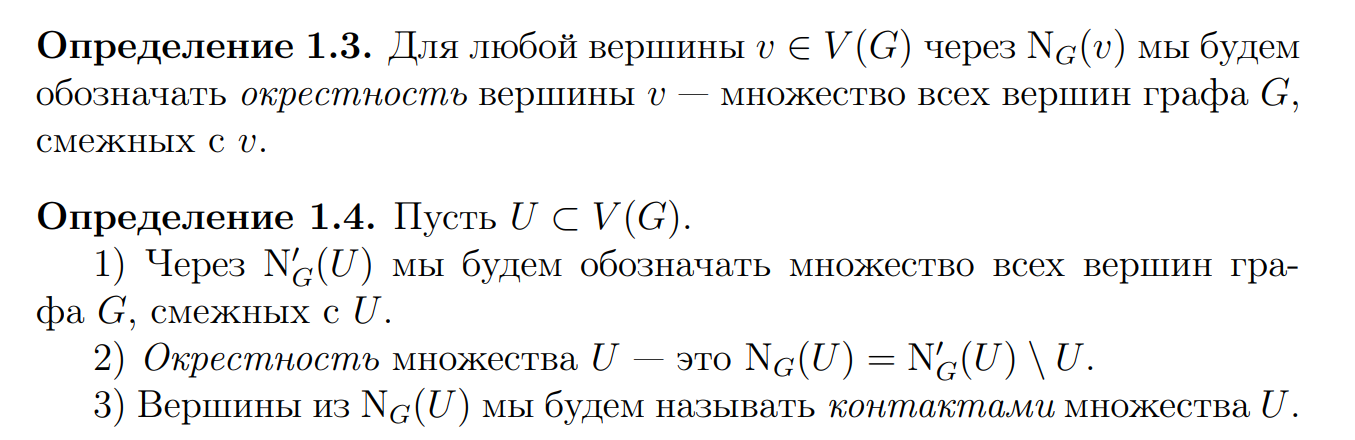 Определение 1.3. Для любой вершины v ∈ V(G) через N_G(v) мы будем
обозначать окрестность вершины v — множество всех вершин графа G,
смежных с v.
Определение 1.4. Пусть U ⊂ V(G).
1) Через N′_G(U) мы будем обозначать множество всех вершин гра-
фа G, смежных с U.
2) Окрестность множества U — это N_G(U) = N′_G(U) \ U.
3) Вершины из N_G(U) мы будем называть контактами множества U.